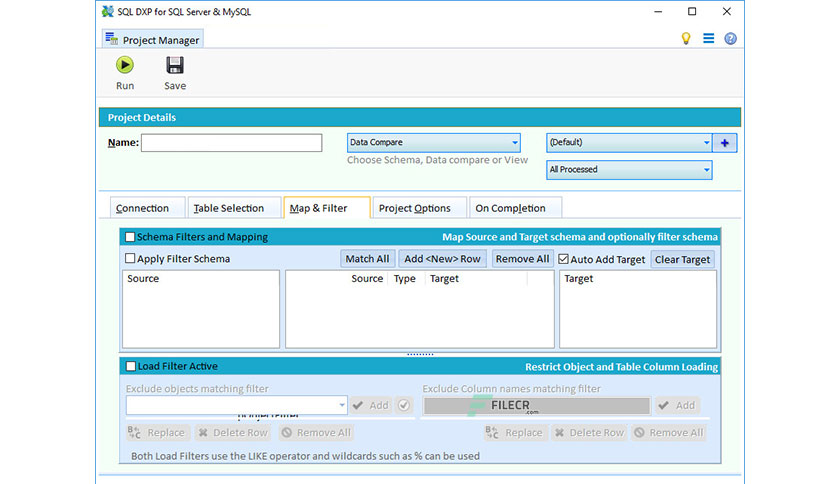 SQL DXP for SQL Server & MySQL
Project Manager
Run Save
Project Details
Name: Data Compare (Default)
Choose Schema, Data compare or View
All Processed
Connection Table Selection Map & Filter Project Options On Completion
Schema Filters and Mapping Map Source and Target schema and optionally filter schema
Apply Filter Schema Match All Add <New> Row Remove All Auto Add Target Clear Target
Source Source Type Target Target
Load Filter Active Restrict Object and Table Column Loading
Exclude objects matching filter Exclude Column names matching filter
Add FILECR .com Add
Replace Delete Row Remove All Replace Delete Row Remove All
Both Load Filters use the LIKE operator and wildcards such as % can be used